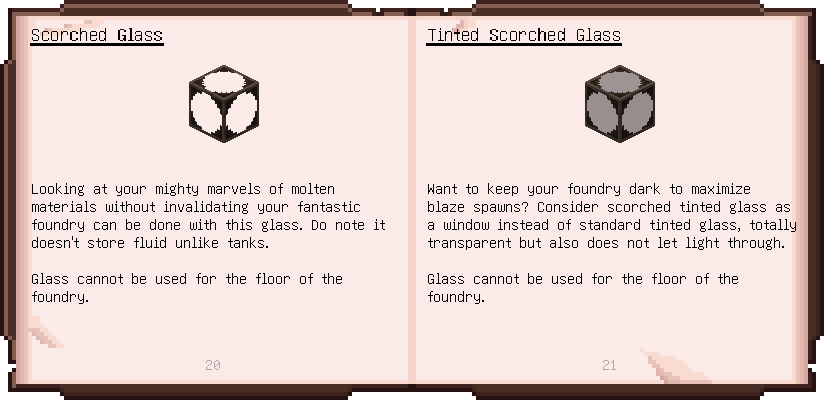 Scorched Glass
Looking at your mighty marvels of molten
materials without invalidating your fantastic
foundry can be done with this glass. Do note it
doesn't store fluid unlike tanks.
Glass cannot be used for the floor of the
foundry.
20
Tinted Scorched Glass
Want to keep your foundry dark to maximize
blaze spawns? Consider scorched tinted glass as
a window instead of standard tinted glass, totally
transparent but also does not let light through.
Glass cannot be used for the floor of the
foundry.
21